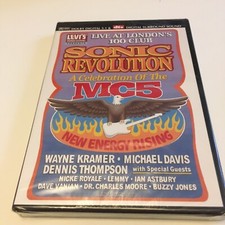 LEVI'S
LIVE AT LONDON'S
100 CLUB
SONIC
REVOLUTION
A Celebration Of The
MC5
NEW ENERGY RISING
WAYNE KRAMER · MICHAEL DAVIS
DENNIS THOMPSON with Special Guests
NICKE ROYALE · LEMMY · IAN ASTBURY
DAVE VANIAN · DR. CHARLES MOORE · BUZZY JONES